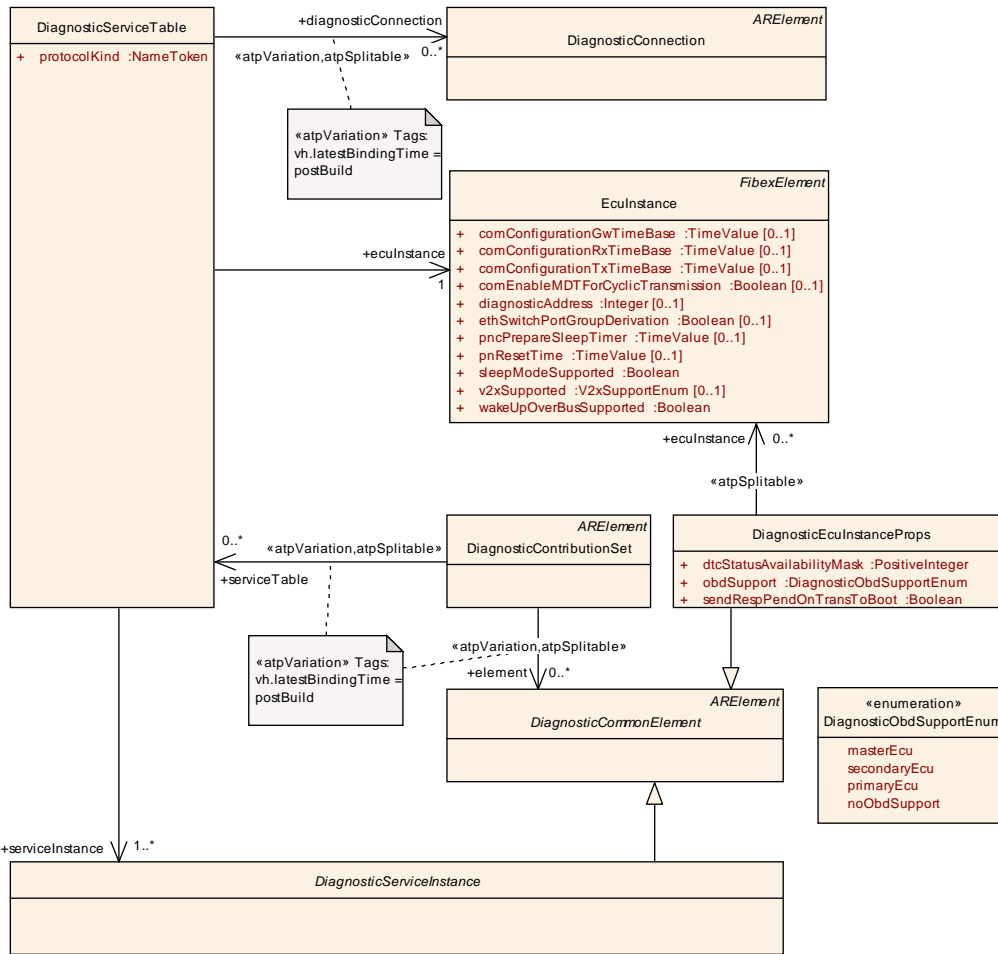 DiagnosticServiceTable
+ protocolKind :NameToken
+diagnosticConnection
«atpVariation,atpSplitable» 0..*
ARElement
DiagnosticConnection
«atpVariation» Tags:
vh.latestBindingTime =
postBuild
FibexElement
EcuInstance
+ comConfigurationGwTimeBase :TimeValue [0..1]
+ comConfigurationRxTimeBase :TimeValue [0..1]
+ comConfigurationTxTimeBase :TimeValue [0..1]
+ comEnableMDTForCyclicTransmission :Boolean [0..1]
+ diagnosticAddress :Integer [0..1]
+ ethSwitchPortGroupDerivation :Boolean [0..1]
+ pncPrepareSleepTimer :TimeValue [0..1]
+ pnResetTime :TimeValue [0..1]
+ sleepModeSupported :Boolean
+ v2xSupported :V2xSupportEnum [0..1]
+ wakeUpOverBusSupported :Boolean
+ecuInstance
1
+ecuInstance 0..*
«atpSplitable»
DiagnosticEcuInstanceProps
+ dtcStatusAvailabilityMask :PositiveInteger
+ obdSupport :DiagnosticObdSupportEnum
+ sendRespPendOnTransToBoot :Boolean
ARElement
DiagnosticContributionSet
0..* «atpVariation,atpSplitable»
+serviceTable
«atpVariation» Tags:
vh.latestBindingTime =
postBuild
«atpVariation,atpSplitable»
+element 0..*
ARElement
DiagnosticCommonElement
«enumeration»
DiagnosticObdSupportEnum
masterEcu
secondaryEcu
primaryEcu
noObdSupport
+serviceInstance 1..*
DiagnosticServiceInstance